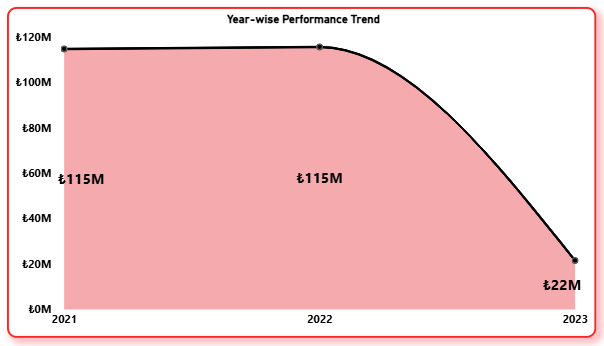 Year-wise Performance Trend
₺120M
₺100M
₺80M
₺60M
₺40M
₺20M
₺0M
₺115M
₺115M
₺22M
2021
2022
2023